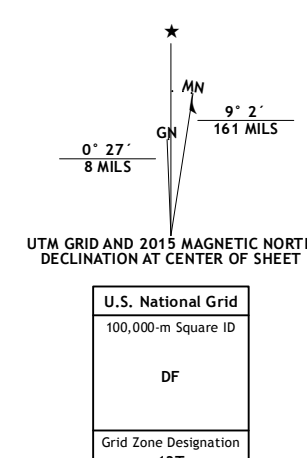 ★
MN
GN
9° 2´
161 MILS
0° 27´
8 MILS
UTM GRID AND 2015 MAGNETIC NORTH
DECLINATION AT CENTER OF SHEET
U.S. National Grid
100,000-m Square ID
DF
Grid Zone Designation